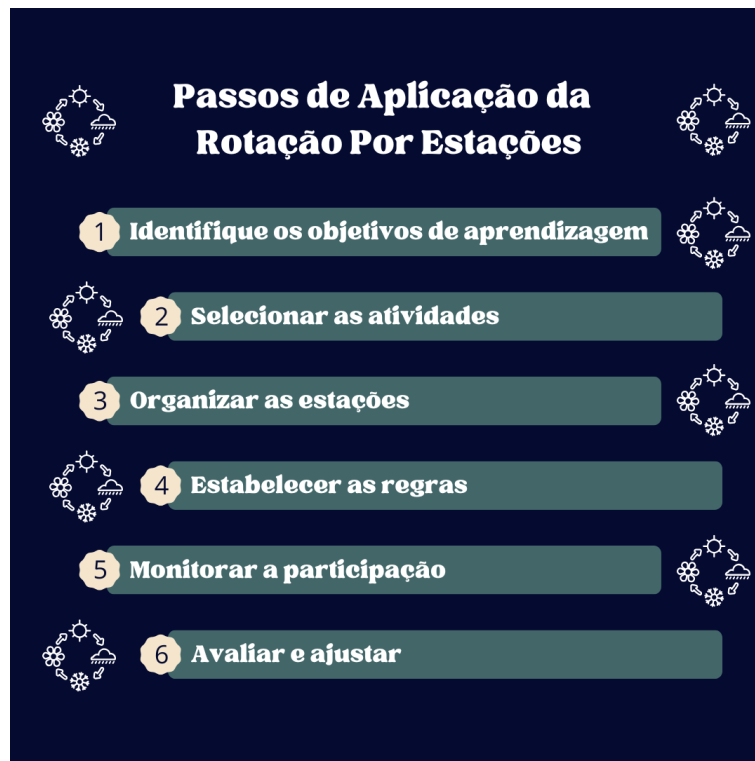 Passos de Aplicação da
Rotação Por Estações
1 Identifique os objetivos de aprendizagem
2 Selecionar as atividades
3 Organizar as estações
4 Estabelecer as regras
5 Monitorar a participação
6 Avaliar e ajustar